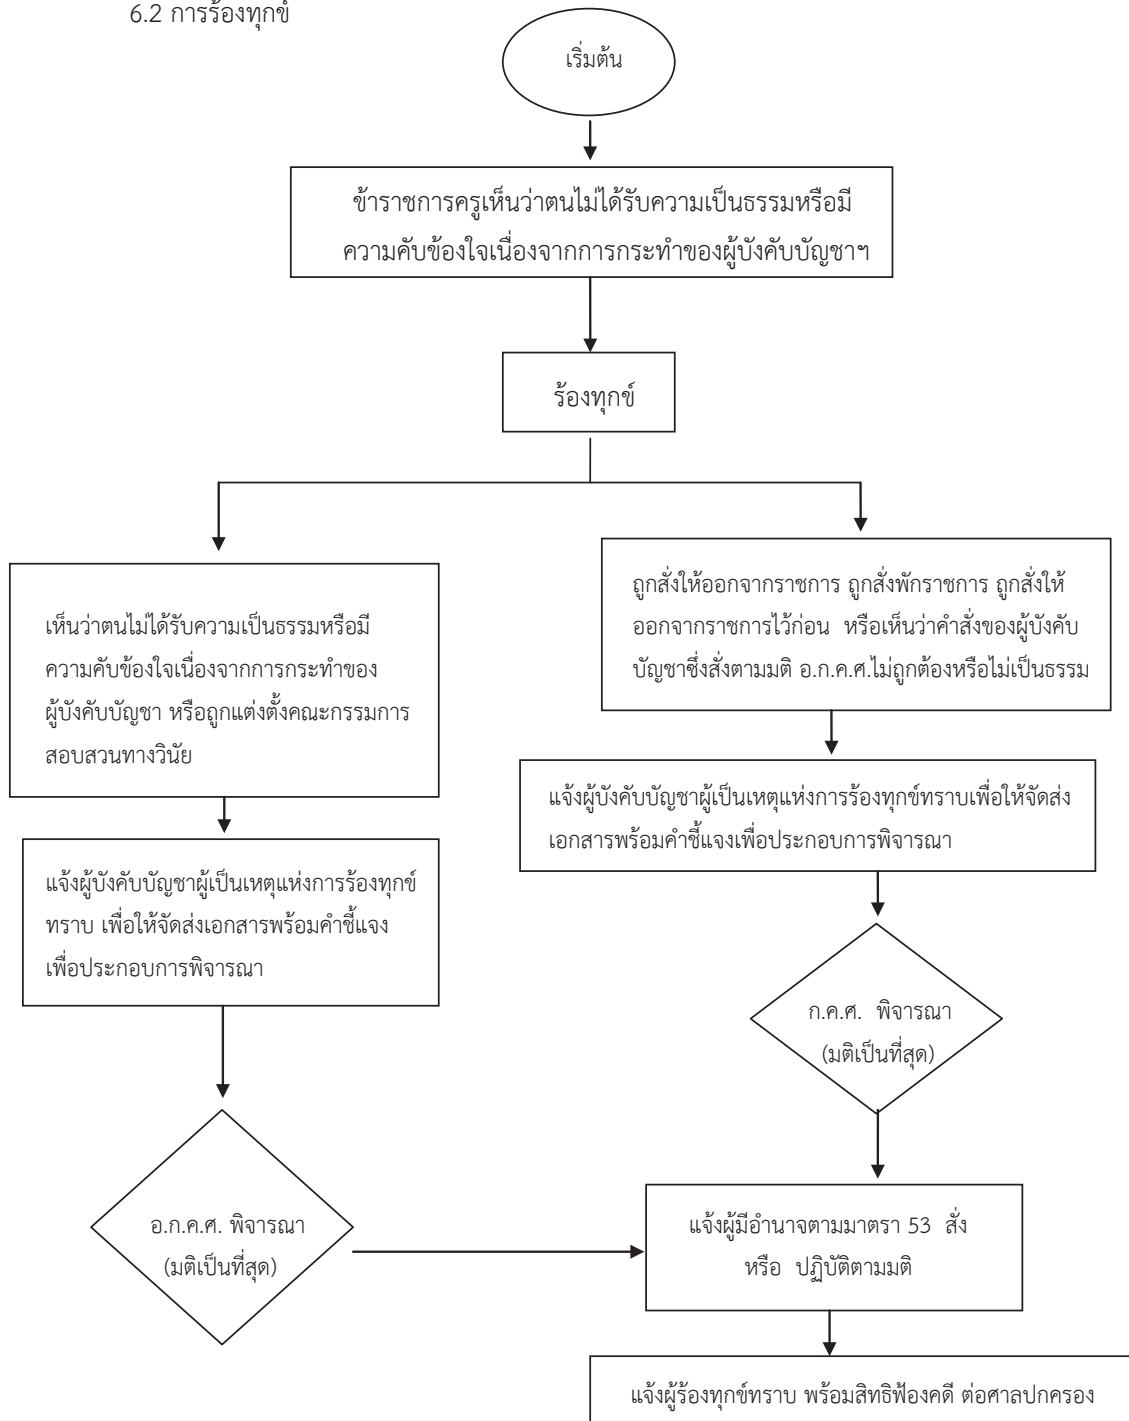 6.2 การร้องทุกข์
เริ่มต้น
ข้าราชการครูเห็นว่าตนไม่ได้รับความเป็นธรรมหรือมี
ความคับข้องใจเนื่องจากการกระทำของผู้บังคับบัญชาฯ
ร้องทุกข์
เห็นว่าตนไม่ได้รับความเป็นธรรมหรือมี
ความคับข้องใจเนื่องจากการกระทำของ
ผู้บังคับบัญชา หรือถูกแต่งตั้งคณะกรรมการ
สอบสวนทางวินัย
ถูกสั่งให้ออกจากราชการ ถูกสั่งพักราชการ ถูกสั่งให้
ออกจากราชการไว้ก่อน หรือเห็นว่าคำสั่งของผู้บังคับ
บัญชาซึ่งสั่งตามมติ อ.ก.ค.ศ.ไม่ถูกต้องหรือไม่เป็นธรรม
แจ้งผู้บังคับบัญชาผู้เป็นเหตุแห่งการร้องทุกข์
ทราบ เพื่อให้จัดส่งเอกสารพร้อมคำชี้แจง
เพื่อประกอบการพิจารณา
แจ้งผู้บังคับบัญชาผู้เป็นเหตุแห่งการร้องทุกข์ทราบเพื่อให้จัดส่ง
เอกสารพร้อมคำชี้แจงเพื่อประกอบการพิจารณา
ก.ค.ศ. พิจารณา
(มติเป็นที่สุด)
อ.ก.ค.ศ. พิจารณา
(มติเป็นที่สุด)
แจ้งผู้มีอำนาจตามมาตรา 53 สั่ง
หรือ ปฏิบัติตามมติ
แจ้งผู้ร้องทุกข์ทราบ พร้อมสิทธิฟ้องคดี ต่อศาลปกครอง